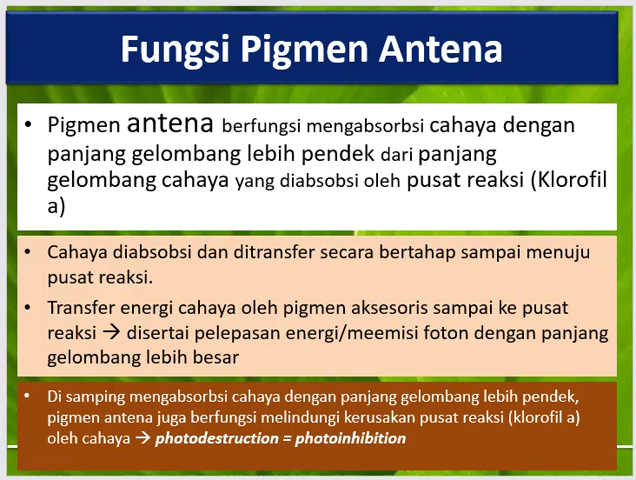 Fungsi Pigmen Antena
• Pigmen antena berfungsi mengabsorbsi cahaya dengan
panjang gelombang lebih pendek dari panjang
gelombang cahaya yang diabsobsi oleh pusat reaksi (Klorofil
a)
• Cahaya diabsobsi dan ditransfer secara bertahap sampai menuju
pusat reaksi.
• Transfer energi cahaya oleh pigmen aksesoris sampai ke pusat
reaksi → disertai pelepasan energi/meemisi foton dengan panjang
gelombang lebih besar
• Di samping mengabsorbsi cahaya dengan panjang gelombang lebih pendek,
pigmen antena juga berfungsi melindungi kerusakan pusat reaksi (klorofil a)
oleh cahaya → photodestruction = photoinhibition